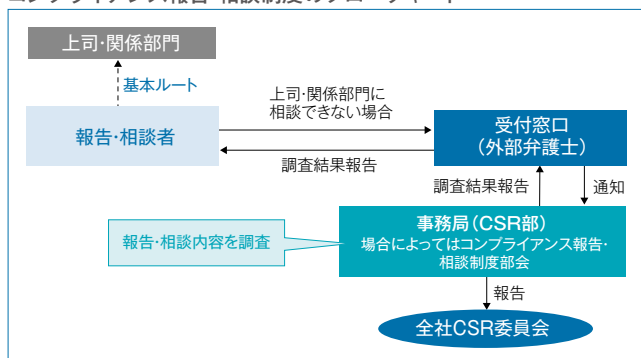 上司・関係部門
基本ルート
報告・相談者
上司・関係部門に
相談できない場合
調査結果報告
受付窓口
（外部弁護士）
調査結果報告
通知
報告・相談内容を調査
事務局（CSR部）
場合によってはコンプライアンス報告・
相談制度部会
報告
全社CSR委員会